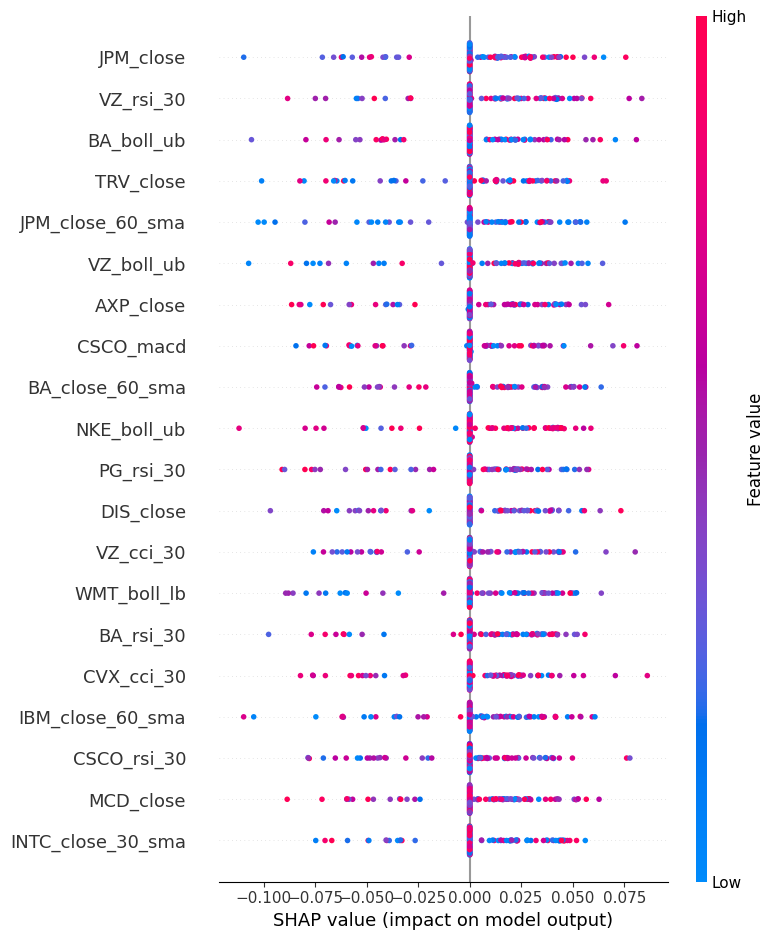 High
JPM_close
VZ_rsi_30
BA_boll_ub
TRV_close
JPM_close_60_sma
VZ_boll_ub
AXP_close
CSCO_macd
BA_close_60_sma
NKE_boll_ub
PG_rsi_30
DIS_close
VZ_cci_30
WMT_boll_lb
BA_rsi_30
CVX_cci_30
IBM_close_60_sma
CSCO_rsi_30
MCD_close
INTC_close_30_sma
Feature value
Low
−0.100−0.075−0.050−0.025 0.000 0.025 0.050 0.075
SHAP value (impact on model output)